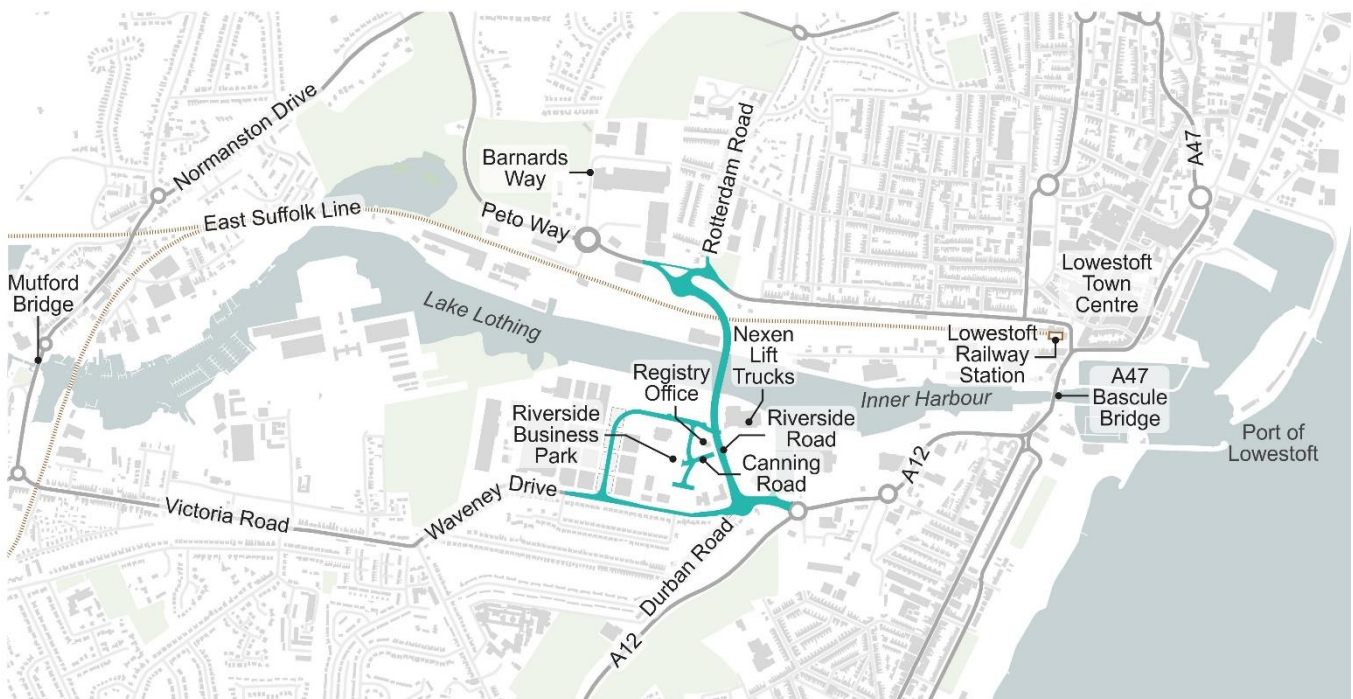 Normanston Drive
East Suffolk Line
Mutford
Bridge
Barnards
Way
Peto Way
Rotterdam Road
A47
Lowestoft
Town
Centre
Lake Lothing
Nexen
Lift
Trucks
Lowestoft
Railway
Station
Registry
Office
Inner Harbour
A47
Bascule
Bridge
Riverside
Business
Park
Riverside
Road
Canning
Road
A12
Port of
Lowestoft
Victoria Road
Waveney Drive
Durban Road
A12